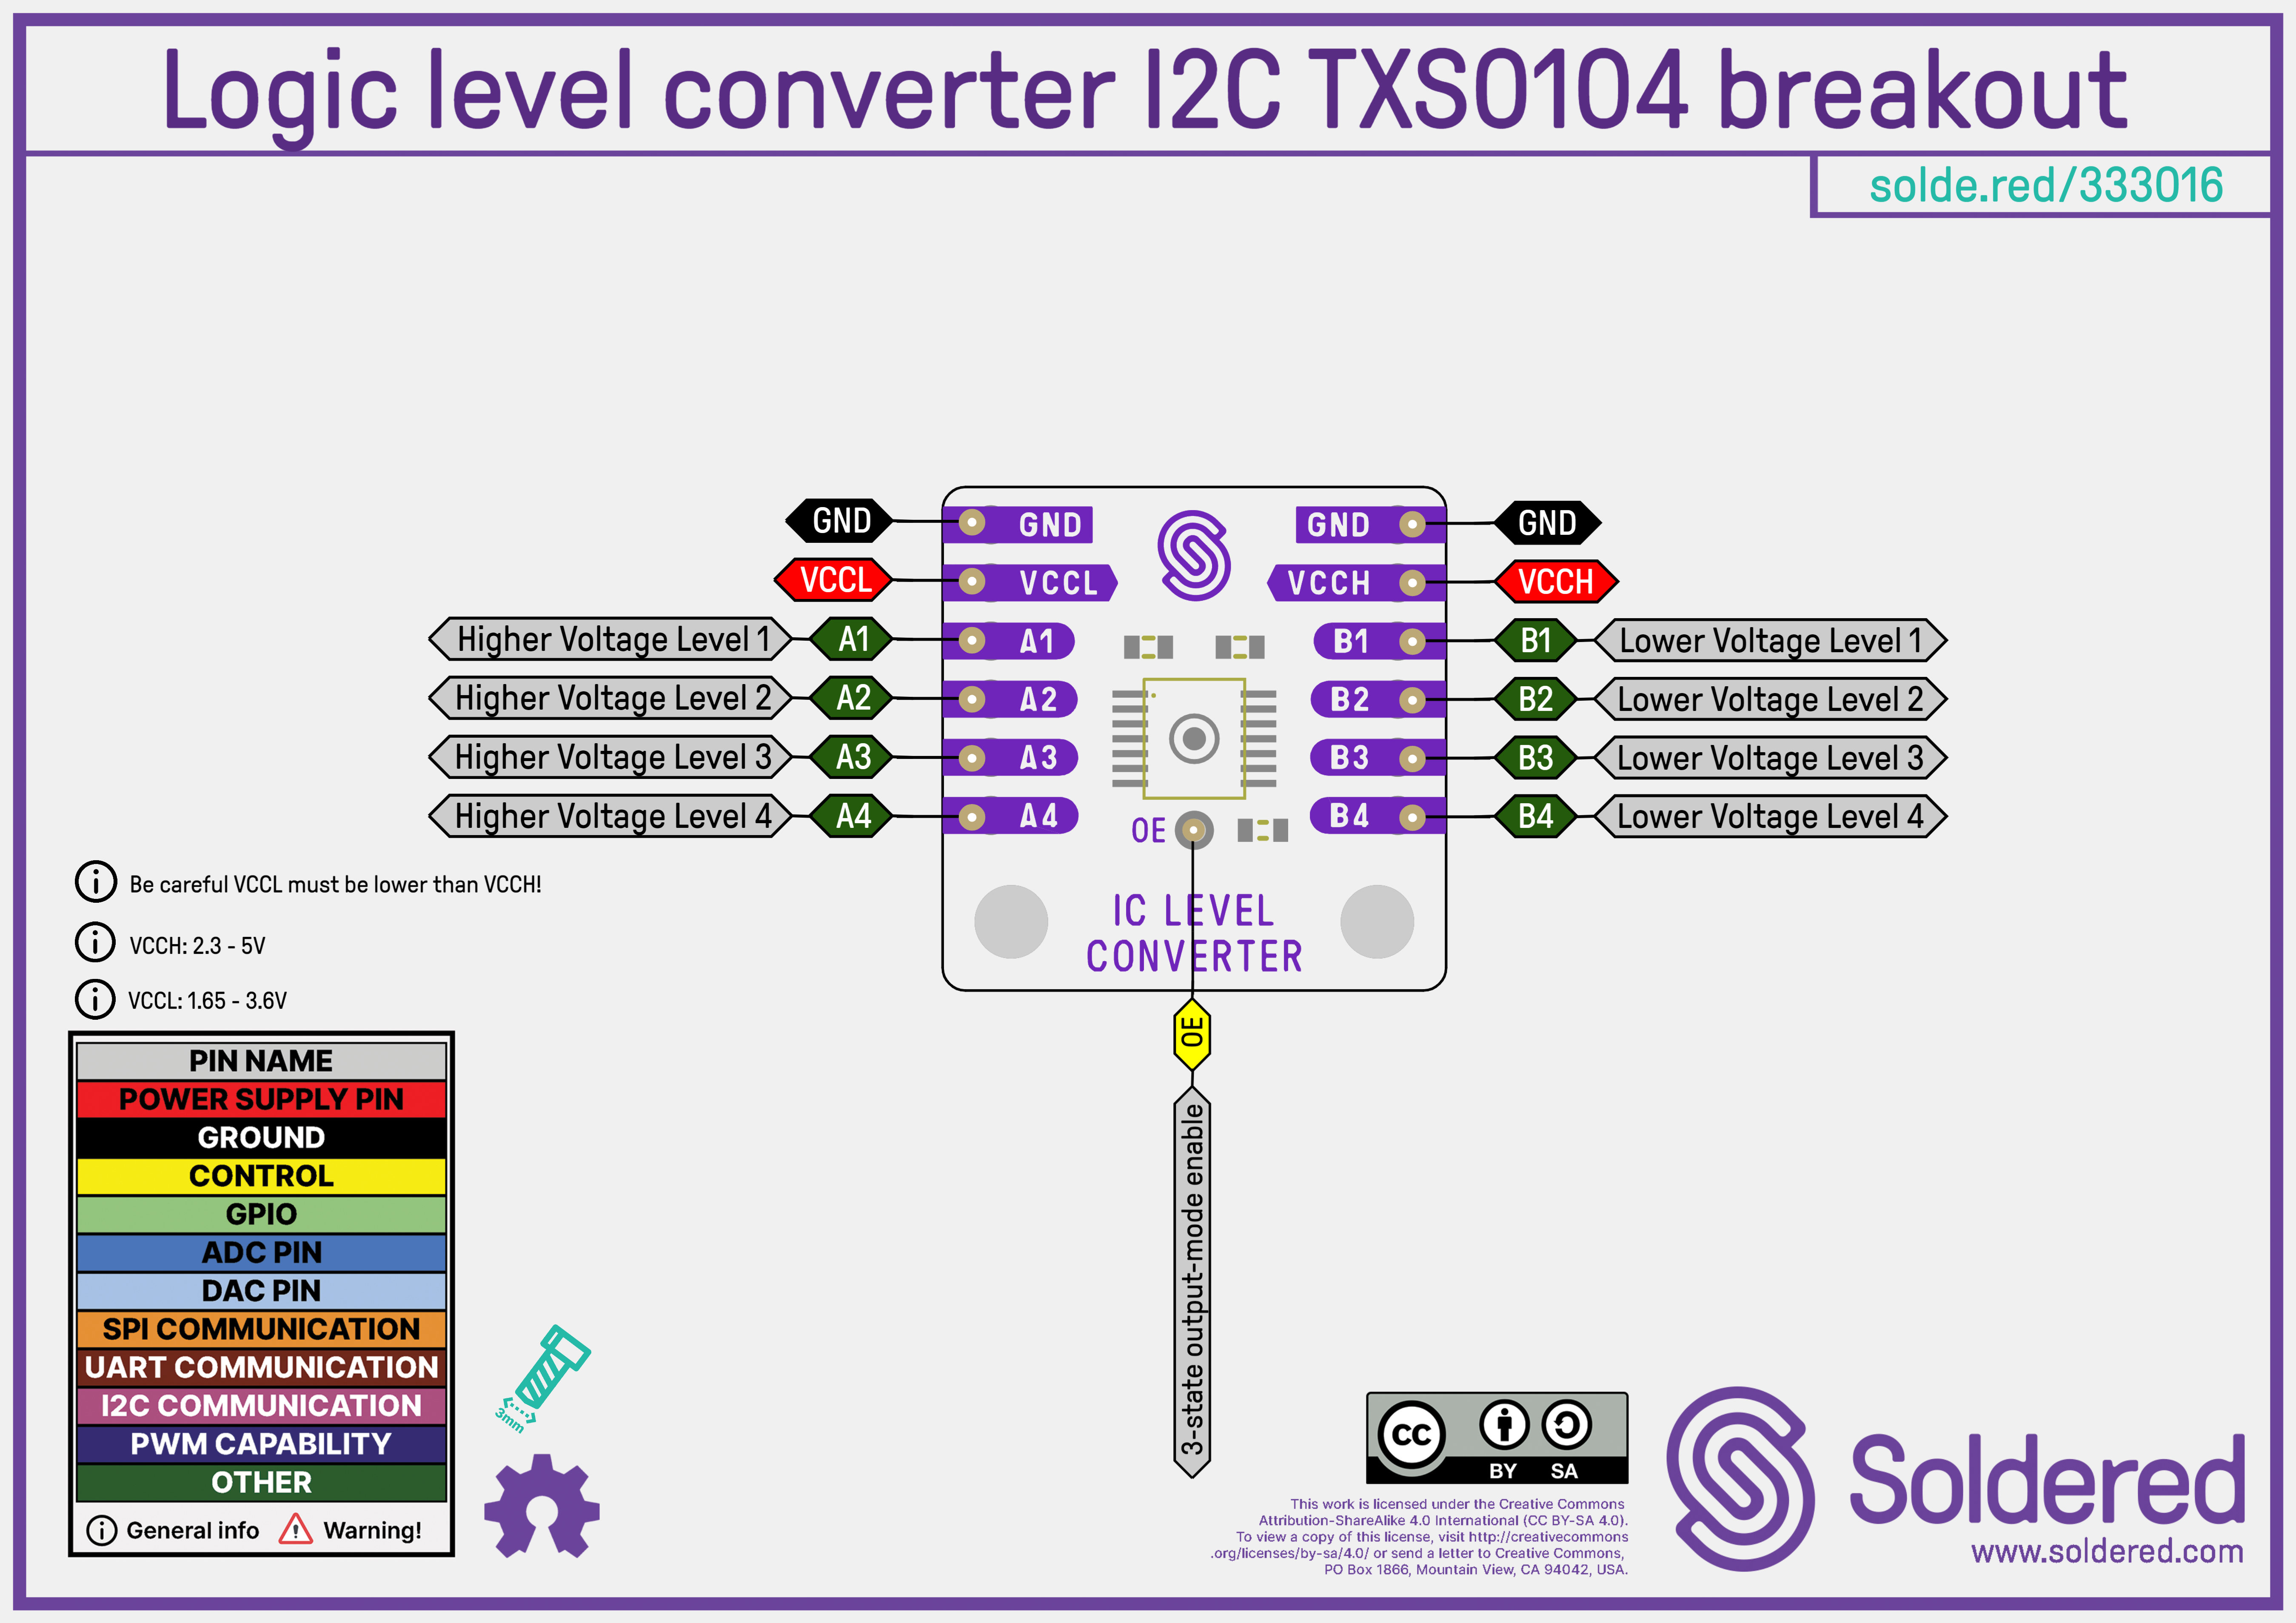 Logic level converter I2C TXS0104 breakout
solde.red/333016
GND
GND
GND
GND
VCCL
VCCL
VCCH
VCCH
Higher Voltage Level 1
A1
A1
B1
B1
Lower Voltage Level 1
Higher Voltage Level 2
A2
A2
B2
B2
Lower Voltage Level 2
Higher Voltage Level 3
A3
A3
B3
B3
Lower Voltage Level 3
Higher Voltage Level 4
A4
A4
B4
B4
Lower Voltage Level 4
OE
IC LEVEL
CONVERTER
OE
3-state output-mode enable
Be careful VCCL must be lower than VCCH!
VCCH: 2.3 - 5V
VCCL: 1.65 - 3.6V
PIN NAME
POWER SUPPLY PIN
GROUND
CONTROL
GPIO
ADC PIN
DAC PIN
SPI COMMUNICATION
UART COMMUNICATION
I2C COMMUNICATION
PWM CAPABILITY
OTHER
General info
Warning!
3mm
CC
BY SA
This work is licensed under the Creative Commons
Attribution-ShareAlike 4.0 International (CC BY-SA 4.0).
To view a copy of this license, visit http://creativecommons
.org/licenses/by-sa/4.0/ or send a letter to Creative Commons,
PO Box 1866, Mountain View, CA 94042, USA.
Soldered
www.soldered.com